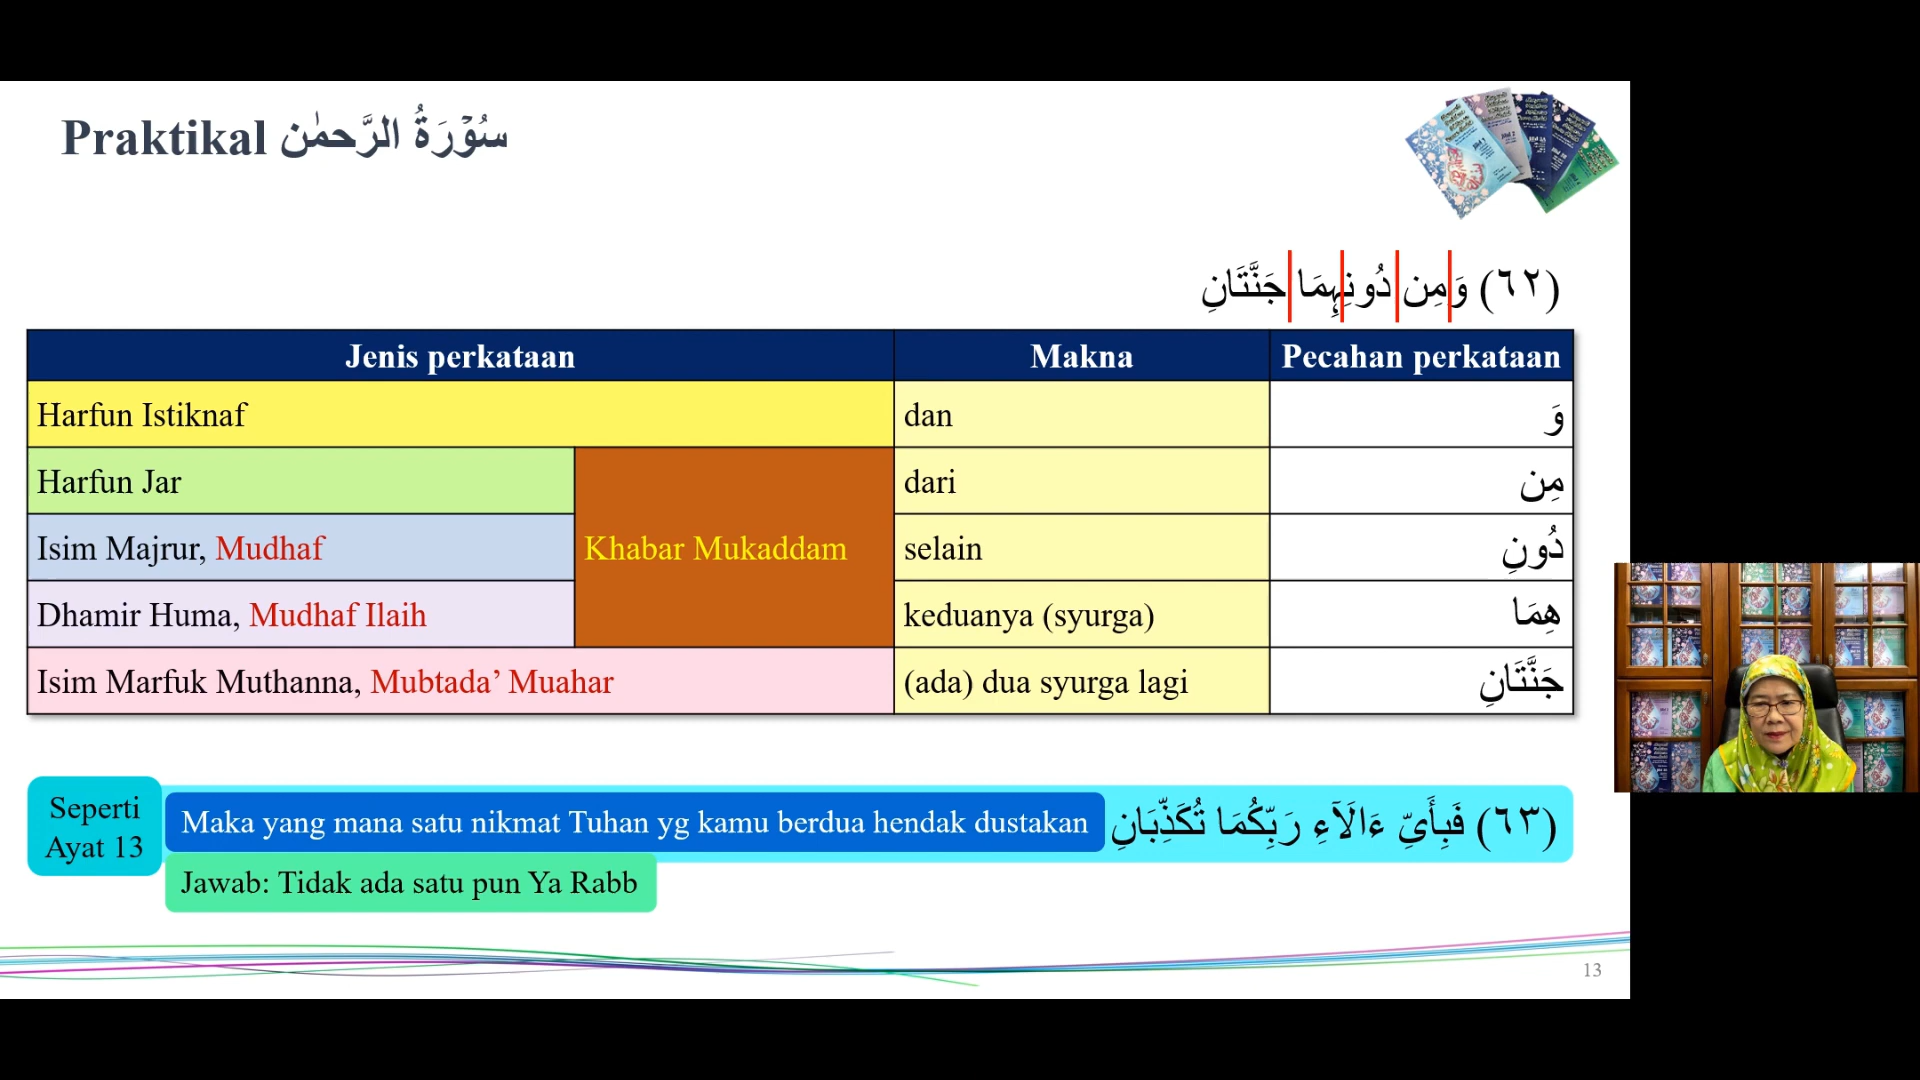 Praktikal سُوْرَةُ الرَّحمٰن
(٦٢) وَمِن دُونِهِمَا جَنَّتَانِ
Jenis perkataan Makna Pecahan perkataan
Harfun Istiknaf dan وَ
Harfun Jar dari مِن
Isim Majrur, Mudhaf Khabar Mukaddam selain دُونِ
Dhamir Huma, Mudhaf Ilaih keduanya (syurga) هِمَا
Isim Marfuk Muthanna, Mubtada’ Muahar (ada) dua syurga lagi جَنَّتَانِ
Seperti
Ayat 13
Maka yang mana satu nikmat Tuhan yg kamu berdua hendak dustakan (٦٣) فَبِأَىِّ ءَالَآءِ رَبِّكُمَا تُكَذِّبَانِ
Jawab: Tidak ada satu pun Ya Rabb
13